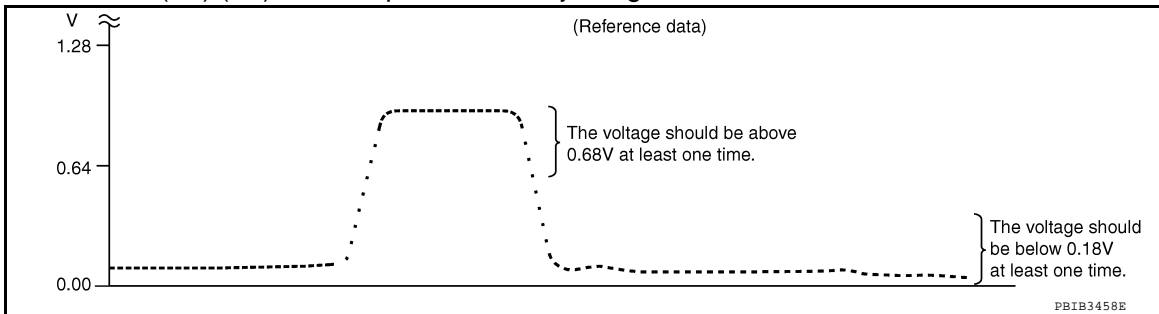 V
(Reference data)
1.28
The voltage should be above
0.68V at least one time.
0.64
The voltage should
be below 0.18V
at least one time.
0.00
PBIB3458E